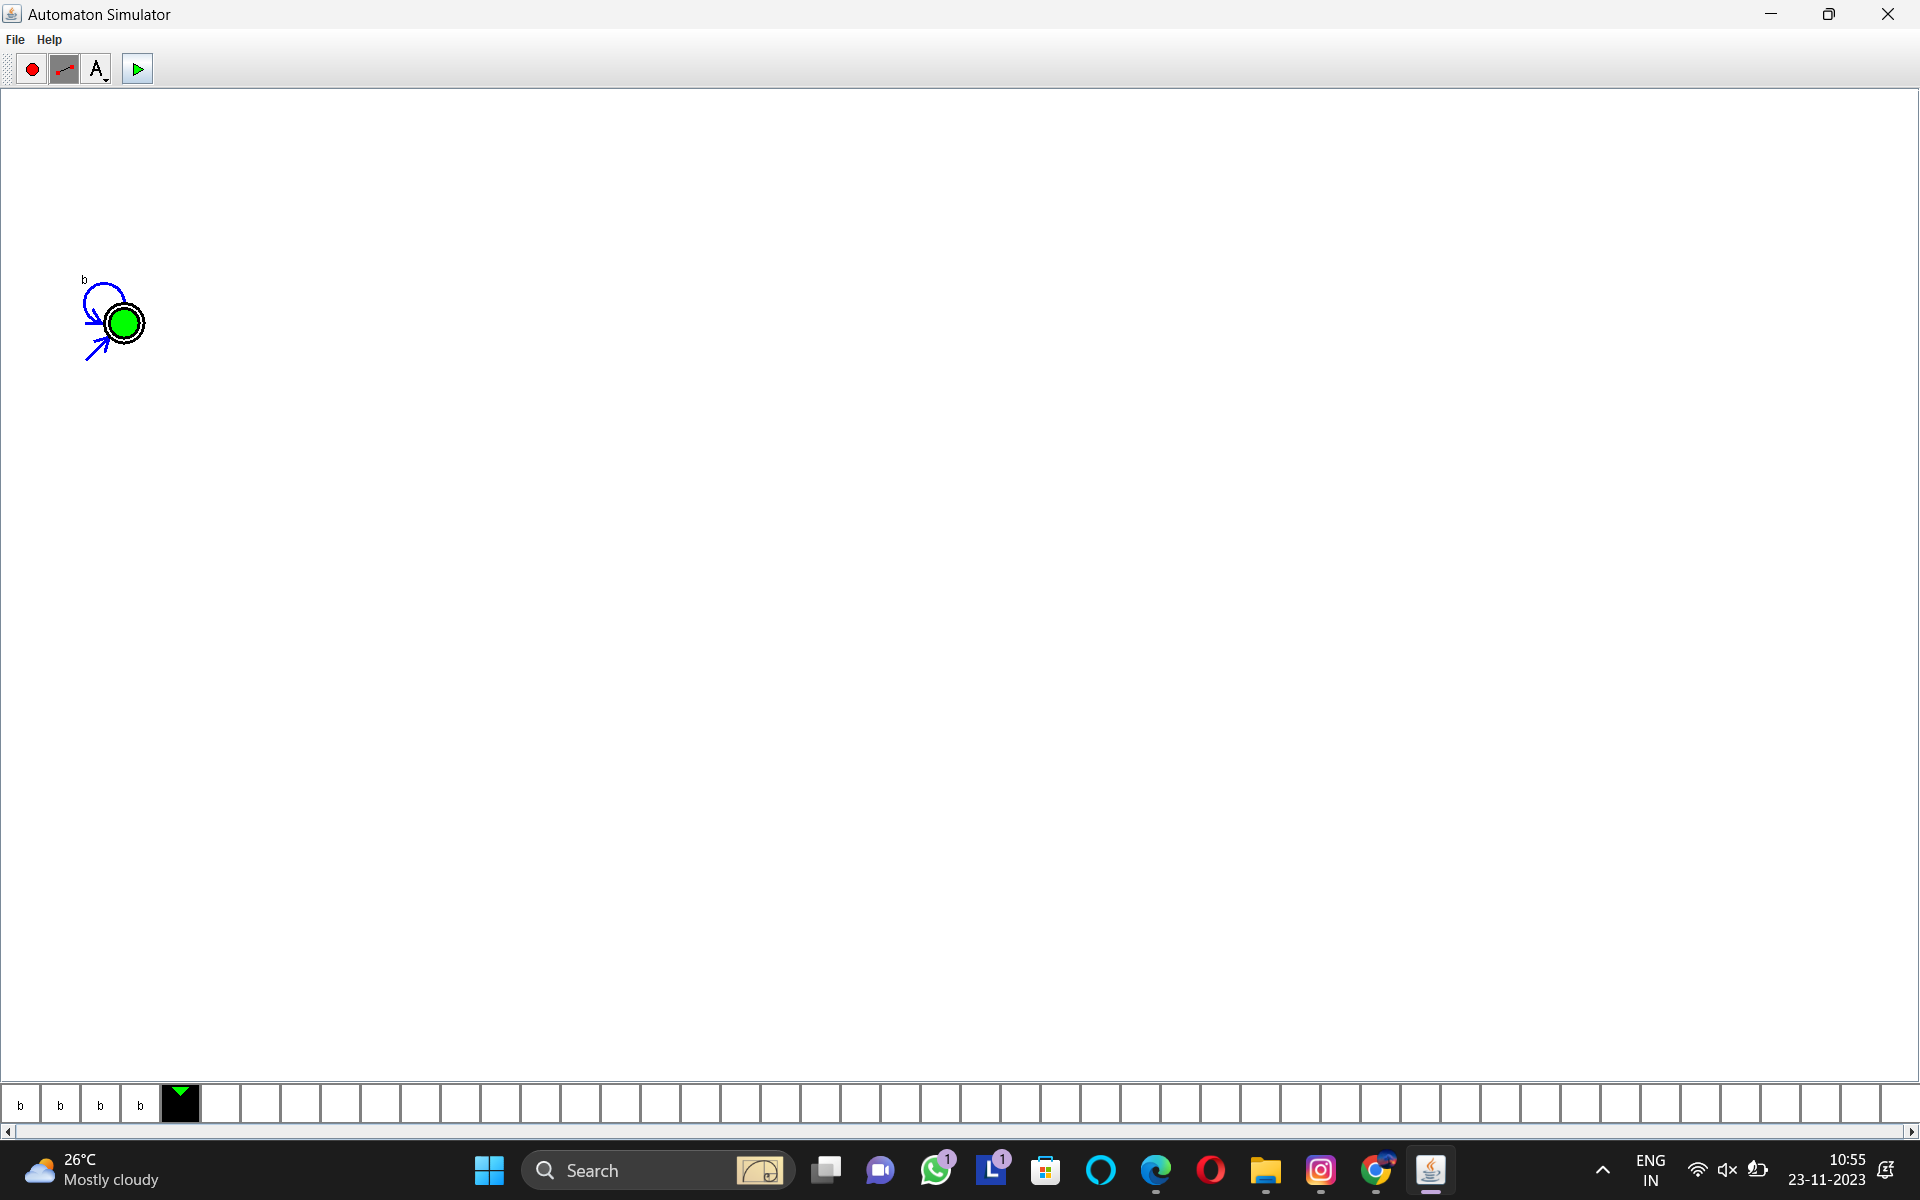 Automaton Simulator
File Help
A
b
b b b b
26°C
Mostly cloudy
Search
1
L 1
ENG
IN
10:55
23-11-2023